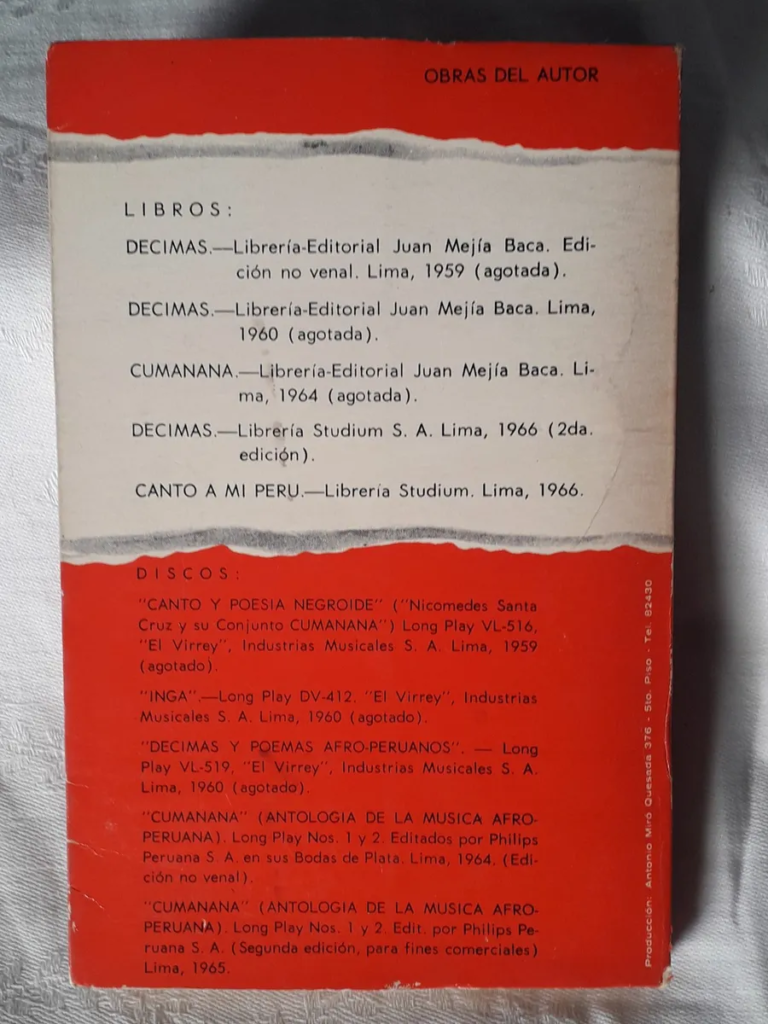 OBRAS DEL AUTOR
LIBROS:
DECIMAS.—Librería-Editorial Juan Mejía Baca. Edi-
ción no venal. Lima, 1959 (agotada).
DECIMAS.—Librería-Editorial Juan Mejía Baca. Lima,
1960 (agotada).
CUMANANA.—Librería-Editorial Juan Mejía Baca. Li-
ma, 1964 (agotada).
DECIMAS.—Librería Studium S. A. Lima, 1966 (2da.
edición).
CANTO A MI PERU.—Librería Studium. Lima, 1966.
DISCOS:
"CANTO Y POESIA NEGROIDE" ("Nicomedes Santa
Cruz y su Conjunto CUMANANA") Long Play VL-516,
"El Virrey", Industrias Musicales S. A. Lima, 1959
(agotado).
"INGA".—Long Play DV-412. "El Virrey", Industrias
Musicales S. A. Lima, 1960 (agotado).
"DECIMAS Y POEMAS AFRO-PERUANOS". — Long
Play VL-519, "El Virrey", Industrias Musicales S. A.
Lima, 1960 (agotado).
"CUMANANA" (ANTOLOGIA DE LA MUSICA AFRO-
PERUANA). Long Play Nos. 1 y 2. Editados por Philips
Peruana S. A. en sus Bodas de Plata. Lima, 1964. (Edi-
ción no venal).
"CUMANANA" (ANTOLOGIA DE LA MUSICA AFRO-
PERUANA). Long Play Nos. 1 y 2. Edit. por Philips Pe-
ruana S. A. (Segunda edición, para fines comerciales)
Lima, 1965.
Producción: Antonio Miró Quesada 376 - 5to. Piso - Tel. 82430